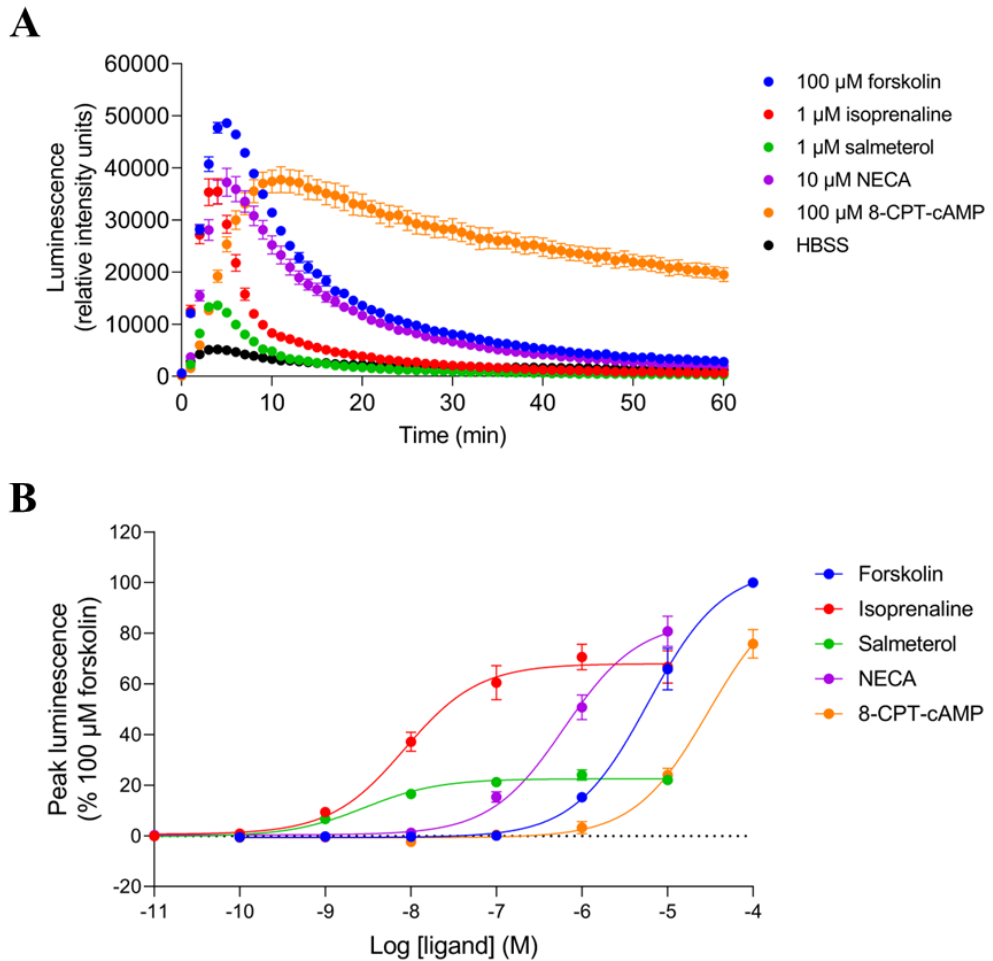 A
60000
50000
40000
30000
20000
10000
0
Luminescence
(relative intensity units)
0 10 20 30 40 50 60
Time (min)
100 µM forskolin
1 µM isoprenaline
1 µM salmeterol
10 µM NECA
100 µM 8-CPT-cAMP
HBSS
B
120
100
80
60
40
20
0
-20
Peak luminescence
(% 100 µM forskolin)
-11 -10 -9 -8 -7 -6 -5 -4
Log [ligand] (M)
Forskolin
Isoprenaline
Salmeterol
NECA
8-CPT-cAMP